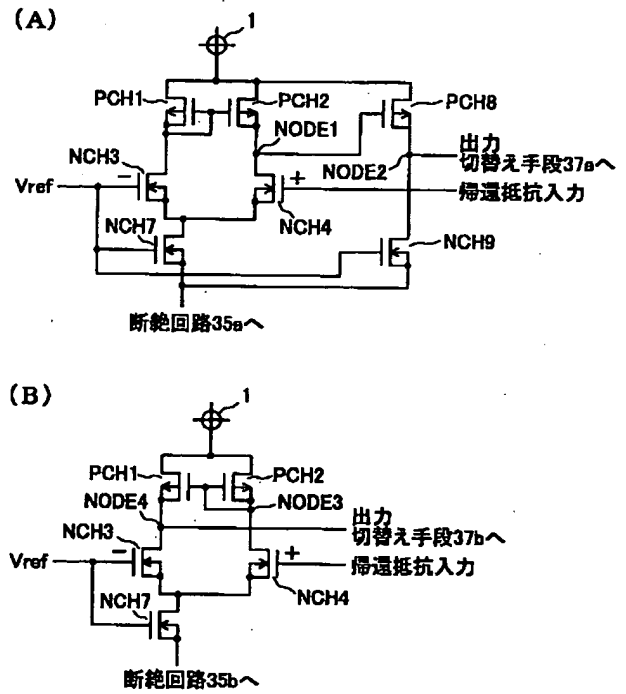 (A)
1
PCH1
PCH2
PCH8
NODE1
NCH3
−
出力
NODE2
切替え手段37aへ
Vref
+
帰還抵抗入力
NCH7
NCH4
NCH9
断絶回路35aへ
(B)
1
PCH1
PCH2
NODE4
NODE3
NCH3
出力
切替え手段37bへ
−
+
Vref
帰還抵抗入力
NCH7
NCH4
断絶回路35bへ